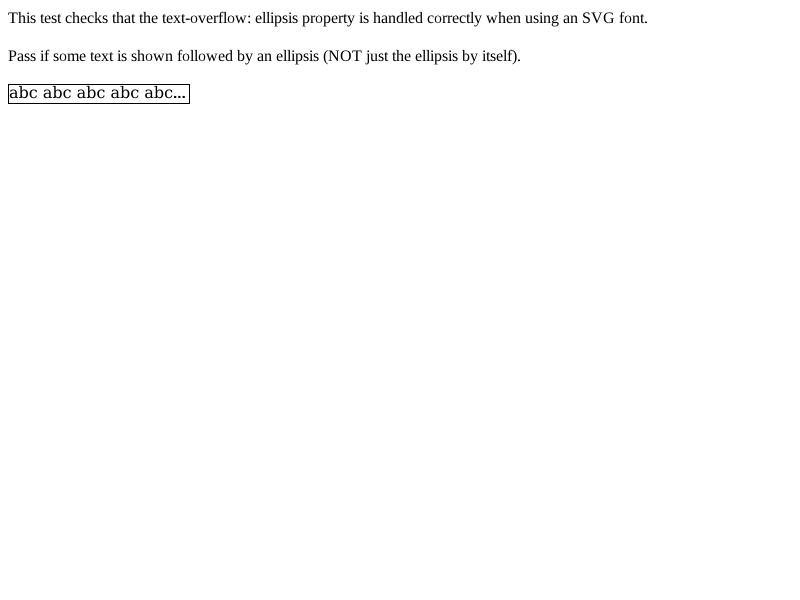 This test checks that the text-overflow: ellipsis property is handled correctly when using an SVG font.
Pass if some text is shown followed by an ellipsis (NOT just the ellipsis by itself).
abc abc abc abc abc...